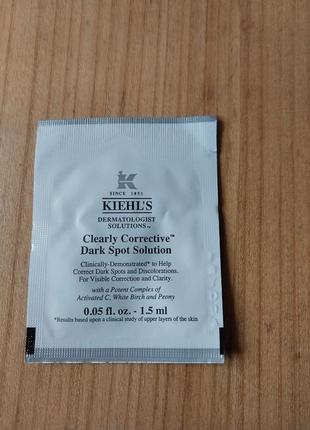 K
SINCE 1851
KIEHL'S
DERMATOLOGIST
SOLUTIONS™
Clearly Corrective™
Dark Spot Solution
Clinically-Demonstrated* to Help
Correct Dark Spots and Discolorations.
For Visible Correction and Clarity.
with a Potent Complex of
Activated C, White Birch and Peony
0.05 fl. oz. - 1.5 ml
*Results based upon a clinical study of upper layers of the skin